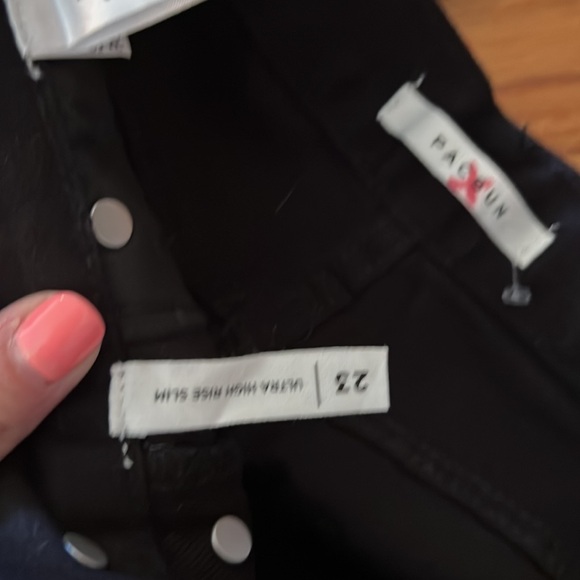 PACSUN
23
ULTRA HIGH RISE SLIM